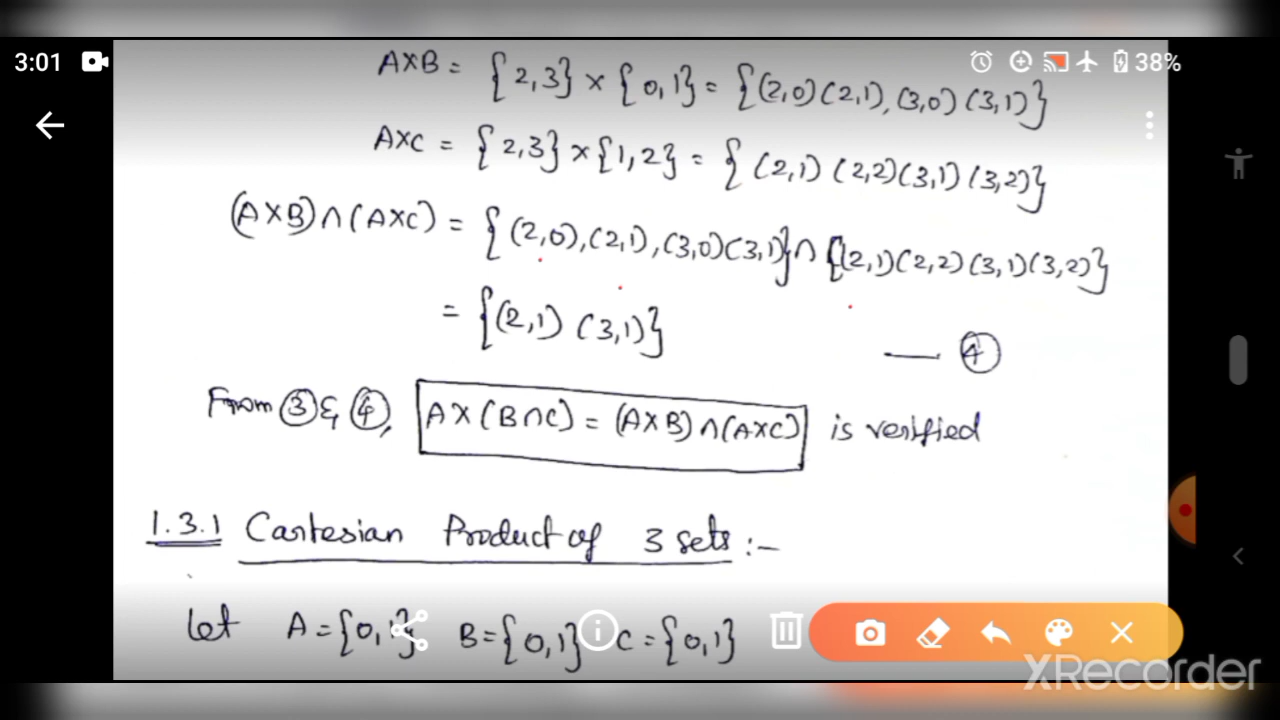 3:01
38%
A×B = {2,3} × {0,1} = {(2,0)(2,1),(3,0)(3,1)}
A×C = {2,3} × {1,2} = {(2,1)(2,2)(3,1)(3,2)}
(A×B)∩(A×C) = {(2,0),(2,1),(3,0)(3,1)}∩{(2,1)(2,2)(3,1)(3,2)}
= {(2,1)(3,1)}
— ④
From ③ & ④, A×(B∩C) = (A×B)∩(A×C) is verified
1.3.1 Cartesian Product of 3 sets :-
Let A={0,1} B={0,1} C={0,1}
XRecorder